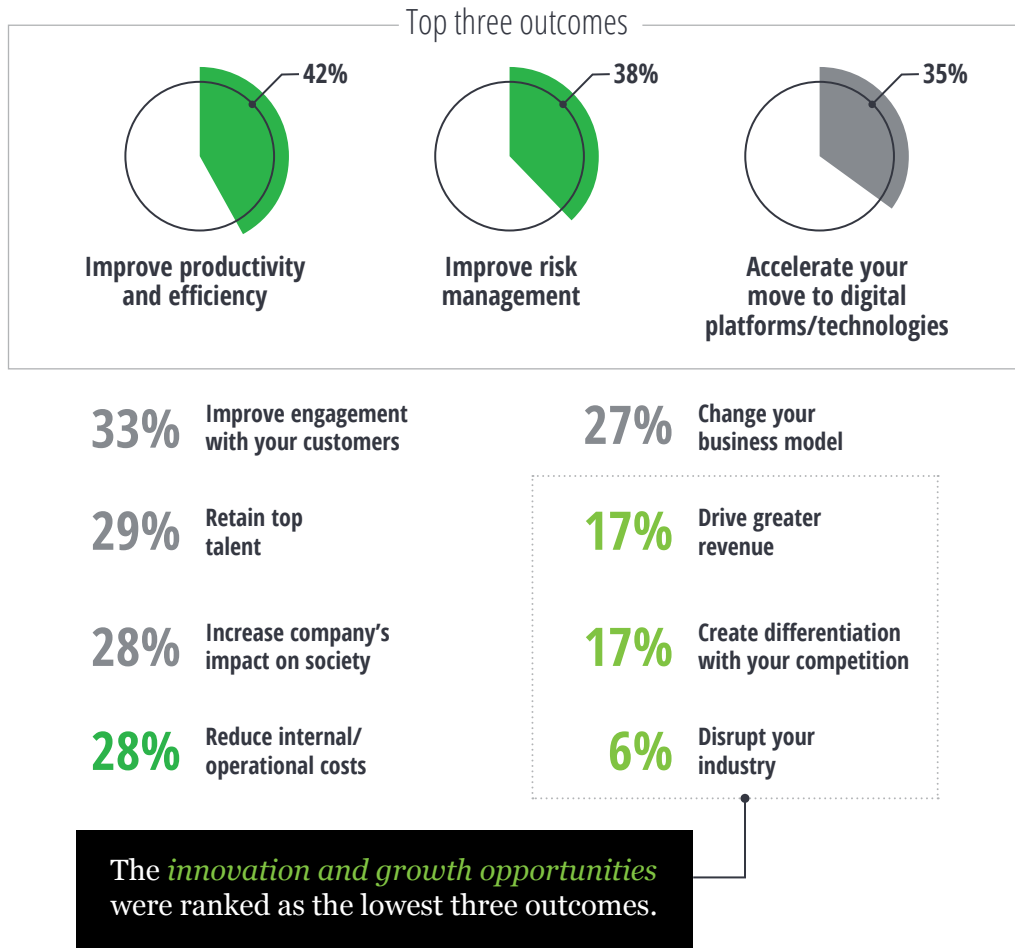 Top three outcomes
42%
Improve productivity
and efficiency
38%
Improve risk
management
35%
Accelerate your
move to digital
platforms/technologies
33%
Improve engagement
with your customers
29%
Retain top
talent
28%
Increase company’s
impact on society
28%
Reduce internal/
operational costs
27%
Change your
business model
17%
Drive greater
revenue
17%
Create differentiation
with your competition
6%
Disrupt your
industry
The innovation and growth opportunities
were ranked as the lowest three outcomes.